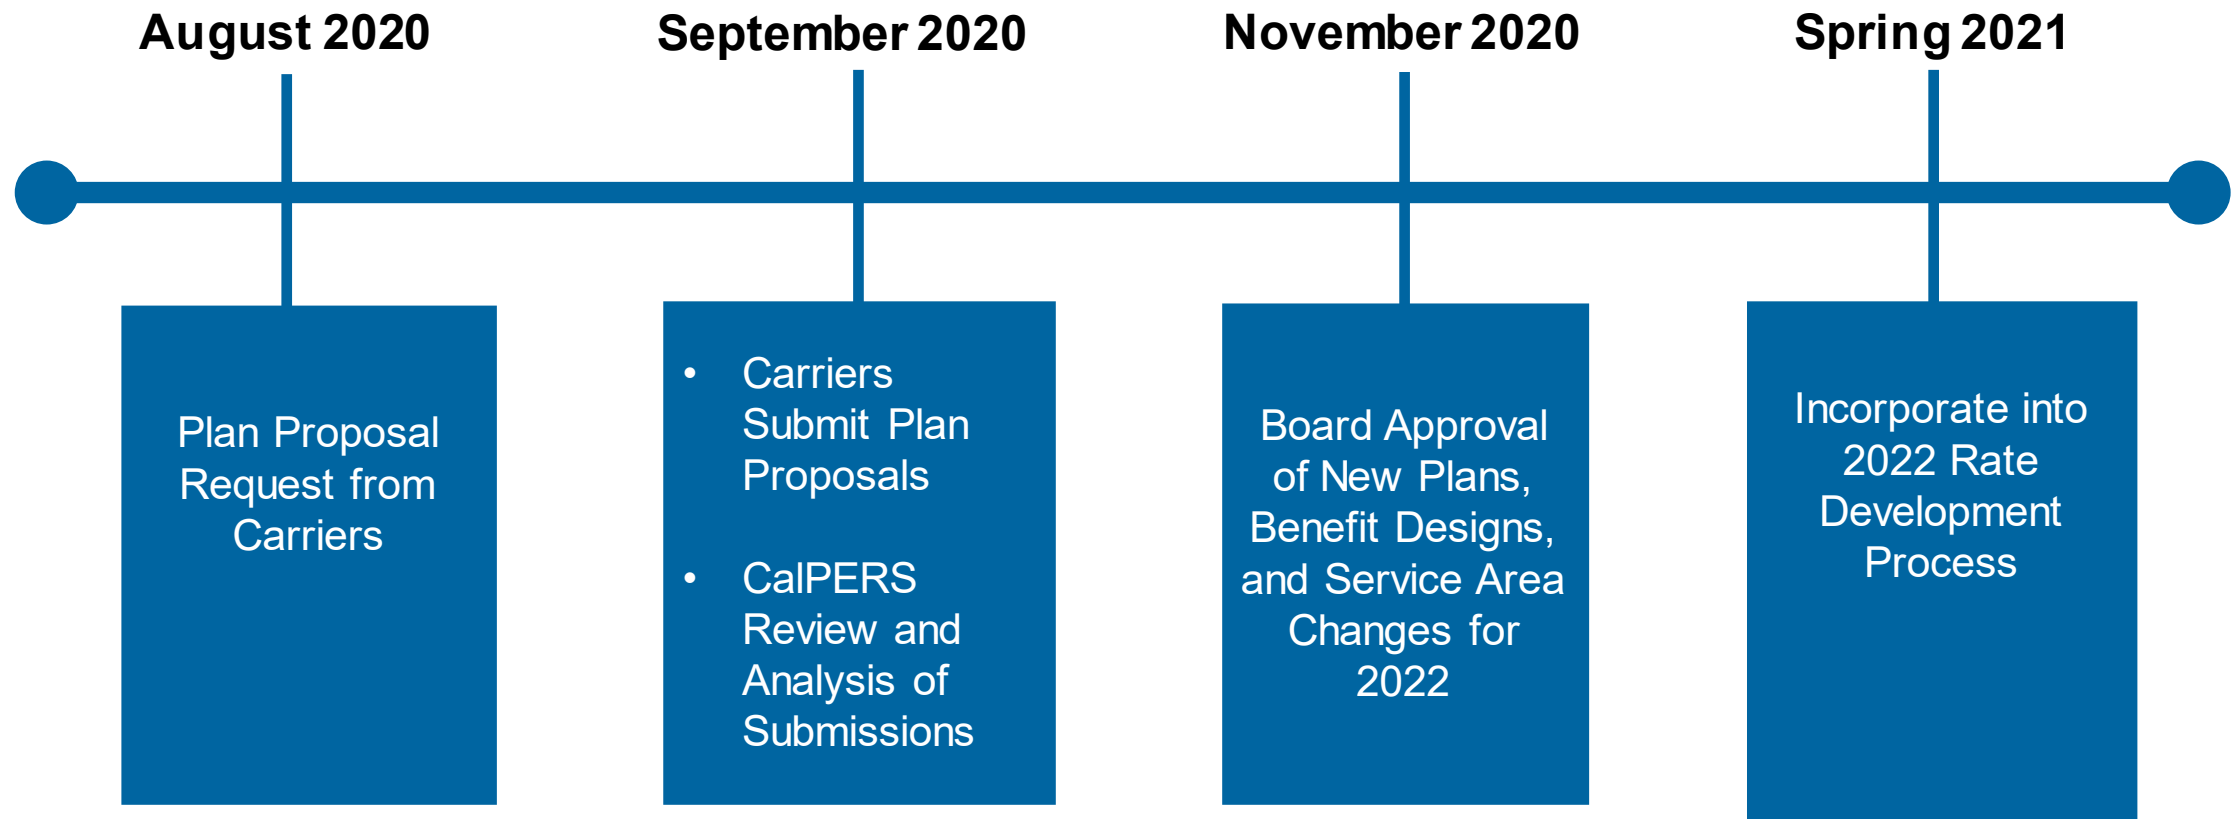 August 2020
September 2020
November 2020
Spring 2021
Plan Proposal
Request from
Carriers
• Carriers
Submit Plan
Proposals
• CalPERS
Review and
Analysis of
Submissions
Board Approval
of New Plans,
Benefit Designs,
and Service Area
Changes for
2022
Incorporate into
2022 Rate
Development
Process